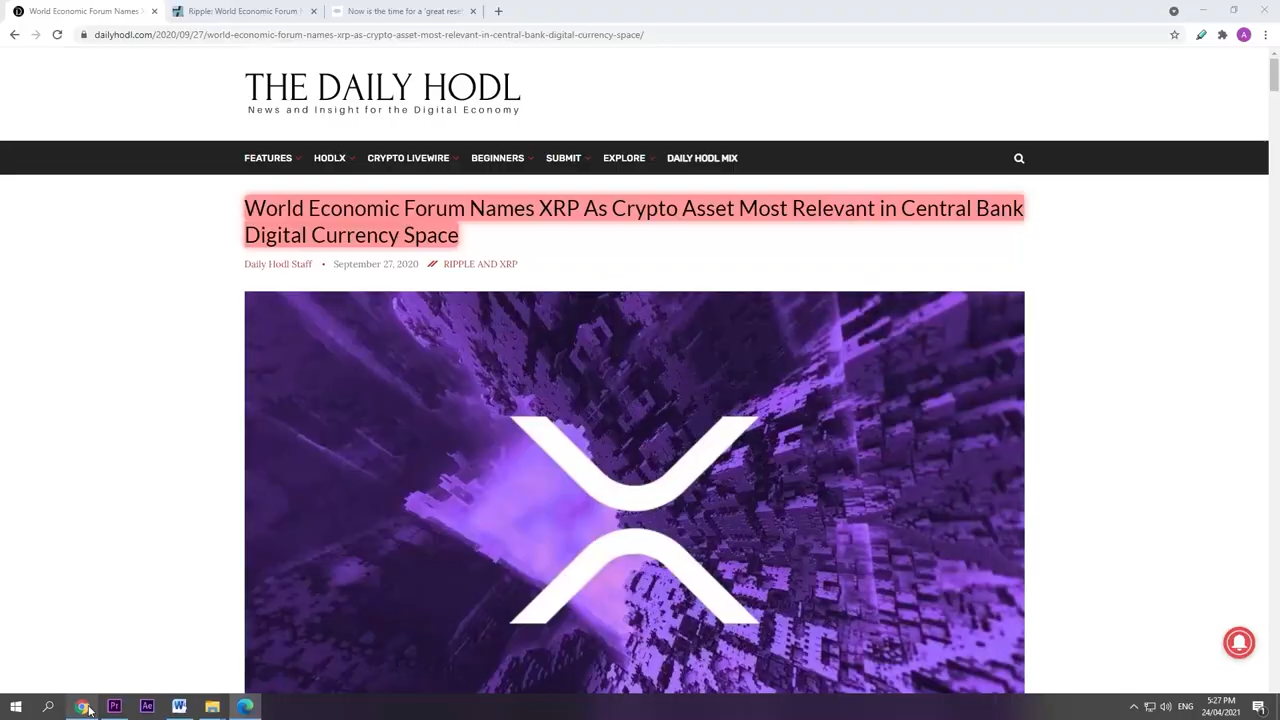 World Economic Forum Names
Ripple: World Economic Forum
Now is the time for a 'great rese
A
dailyhodl.com/2020/09/27/world-economic-forum-names-xrp-as-crypto-asset-most-relevant-in-central-bank-digital-currency-space/
THE DAILY HODL
News and Insight for the Digital Economy
FEATURES HODLX CRYPTO LIVEWIRE BEGINNERS SUBMIT EXPLORE DAILY HODL MIX
World Economic Forum Names XRP As Crypto Asset Most Relevant in Central Bank
Digital Currency Space
Daily Hodl Staff • September 27, 2020 RIPPLE AND XRP
Pr Ae W
ENG
5:27 PM
24/04/2021
1